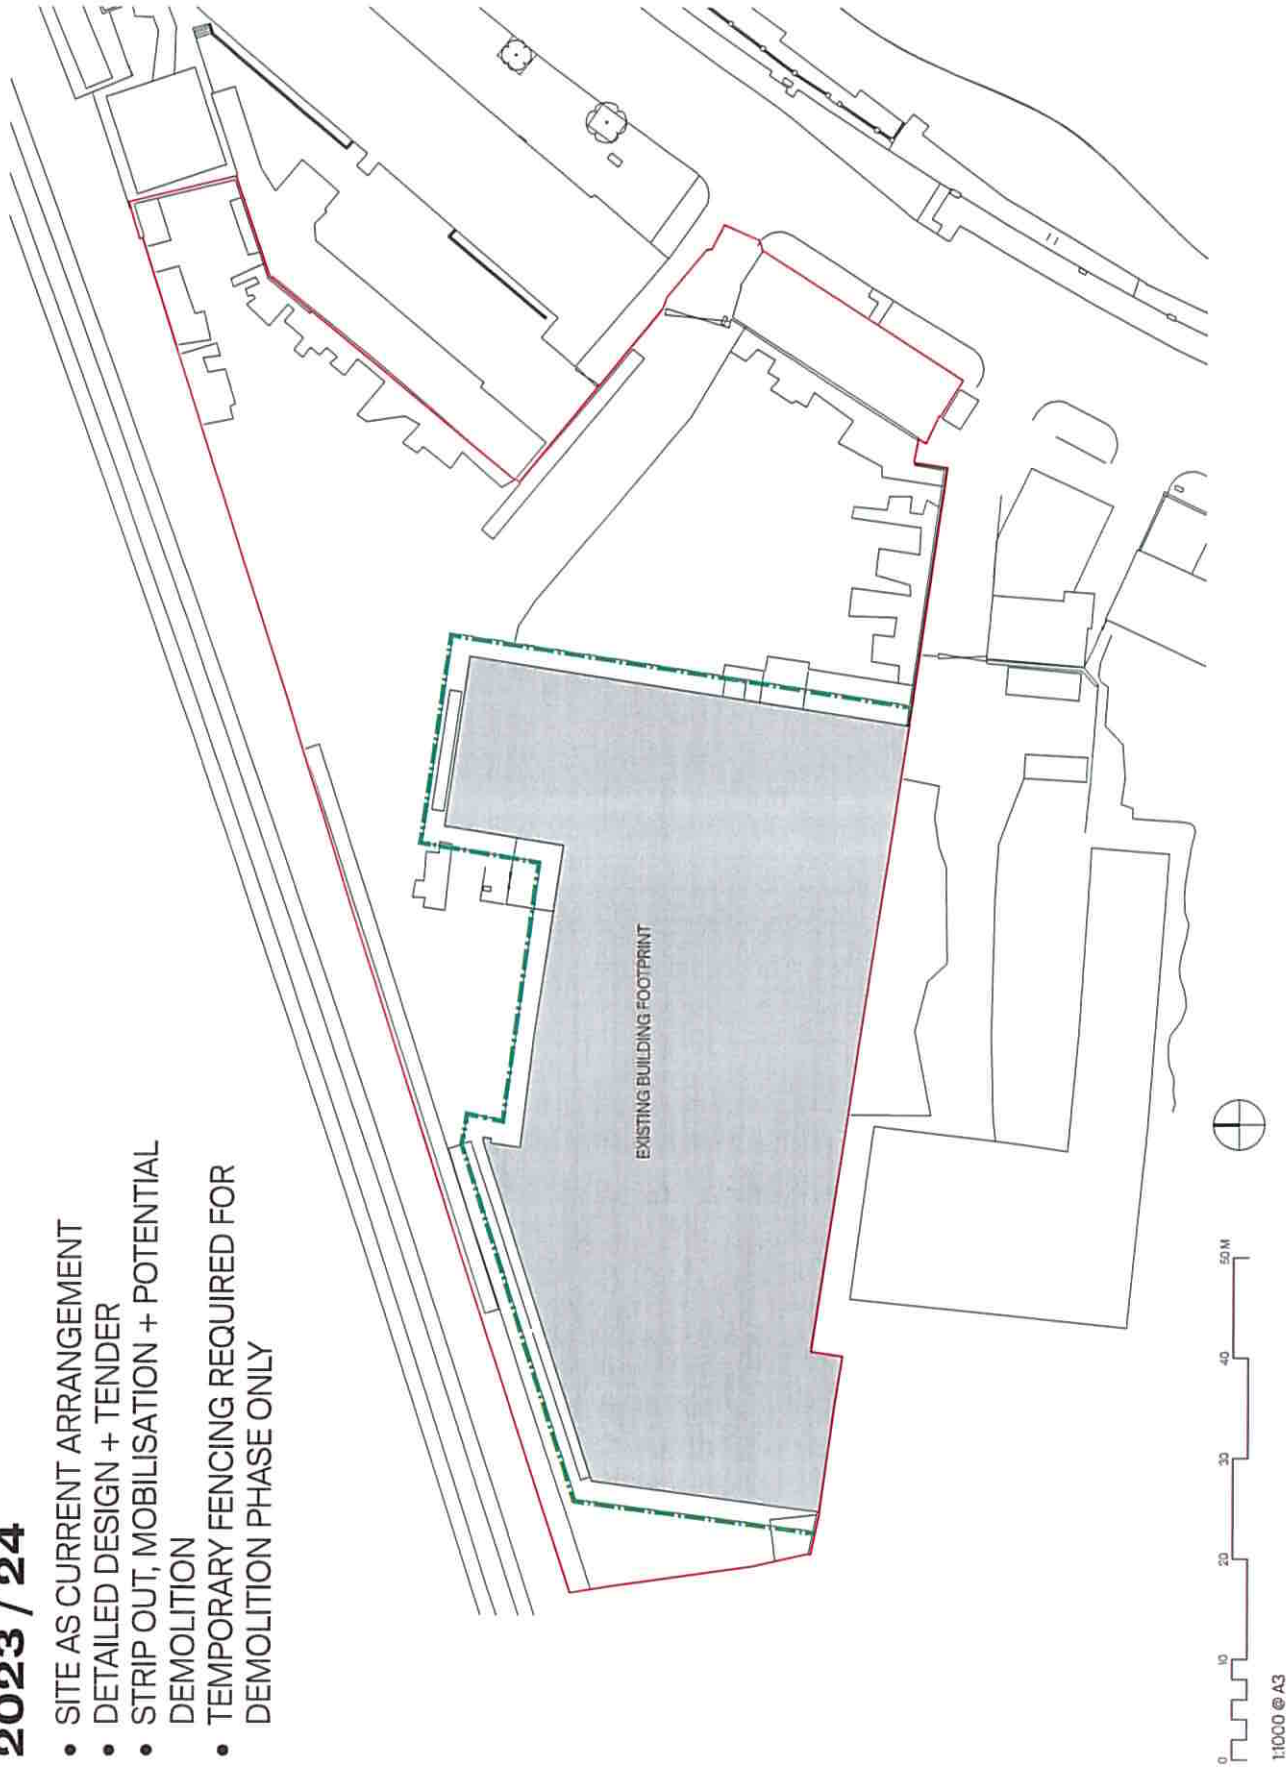 2023 / 24
• SITE AS CURRENT ARRANGEMENT
• DETAILED DESIGN + TENDER
• STRIP OUT, MOBILISATION + POTENTIAL
DEMOLITION
• TEMPORARY FENCING REQUIRED FOR
DEMOLITION PHASE ONLY
EXISTING BUILDING FOOTPRINT
0 10 20 30 40 50 M
1:1000 @ A3